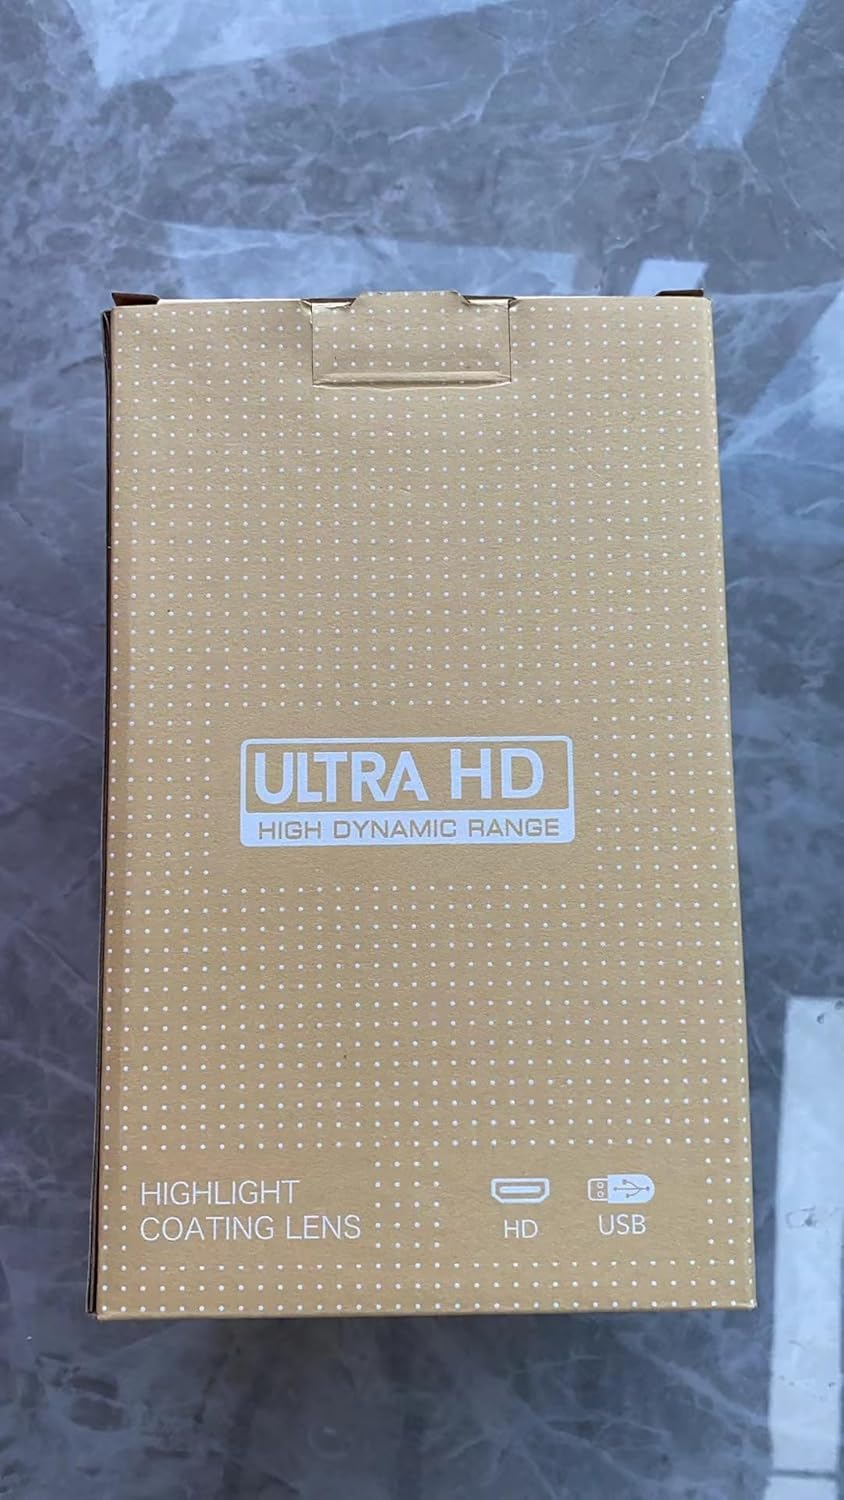 ULTRA HD
HIGH DYNAMIC RANGE
HIGHLIGHT
COATING LENS
HD
USB